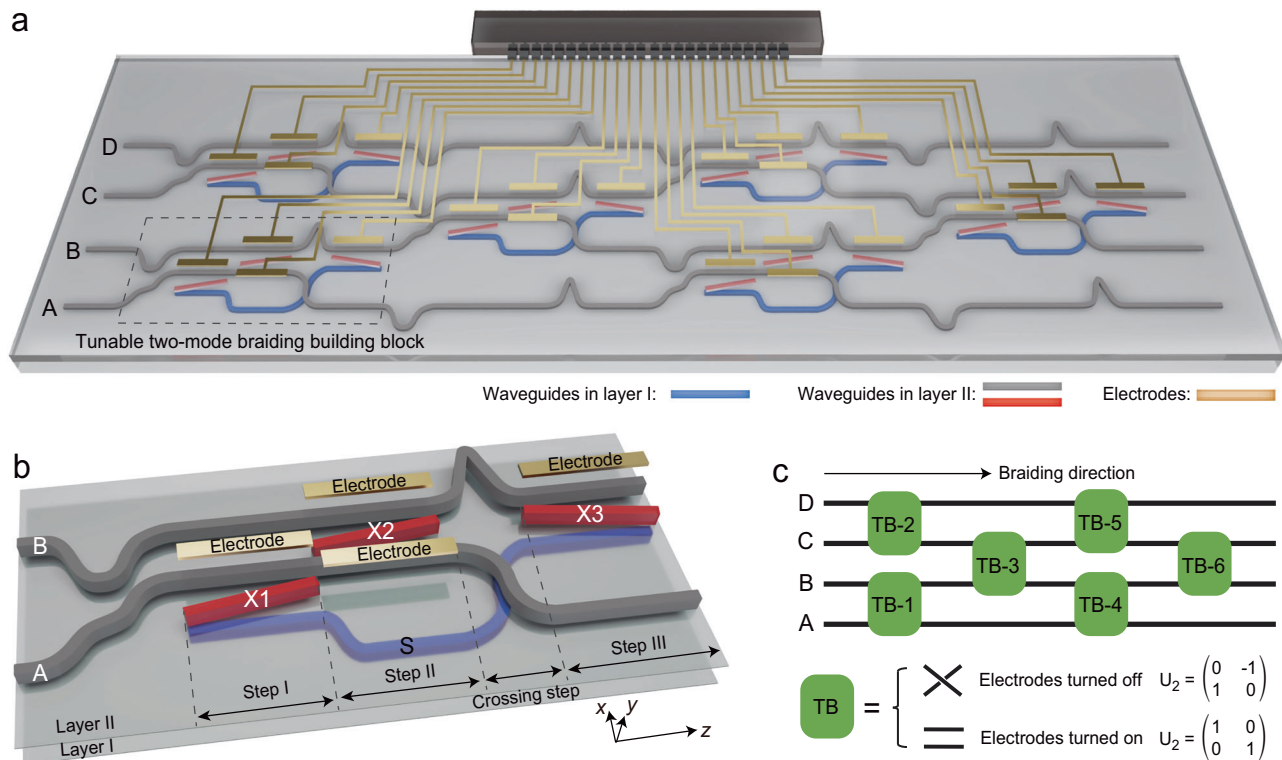 a
D
C
B
A
Tunable two-mode braiding building block
Waveguides in layer I: Waveguides in layer II: Electrodes:
b
Electrode
Electrode
B
X2
X3
Electrode
Electrode
X1
A
S
Step I
Step II
Step III
Crossing step
Layer II
Layer I
x y z
c
Braiding direction
D
TB-2 TB-5
C
TB-3 TB-6
B
TB-1 TB-4
A
Electrodes turned off U₂ = (0 -1
1 0)
TB =
Electrodes turned on U₂ = (1 0
0 1)